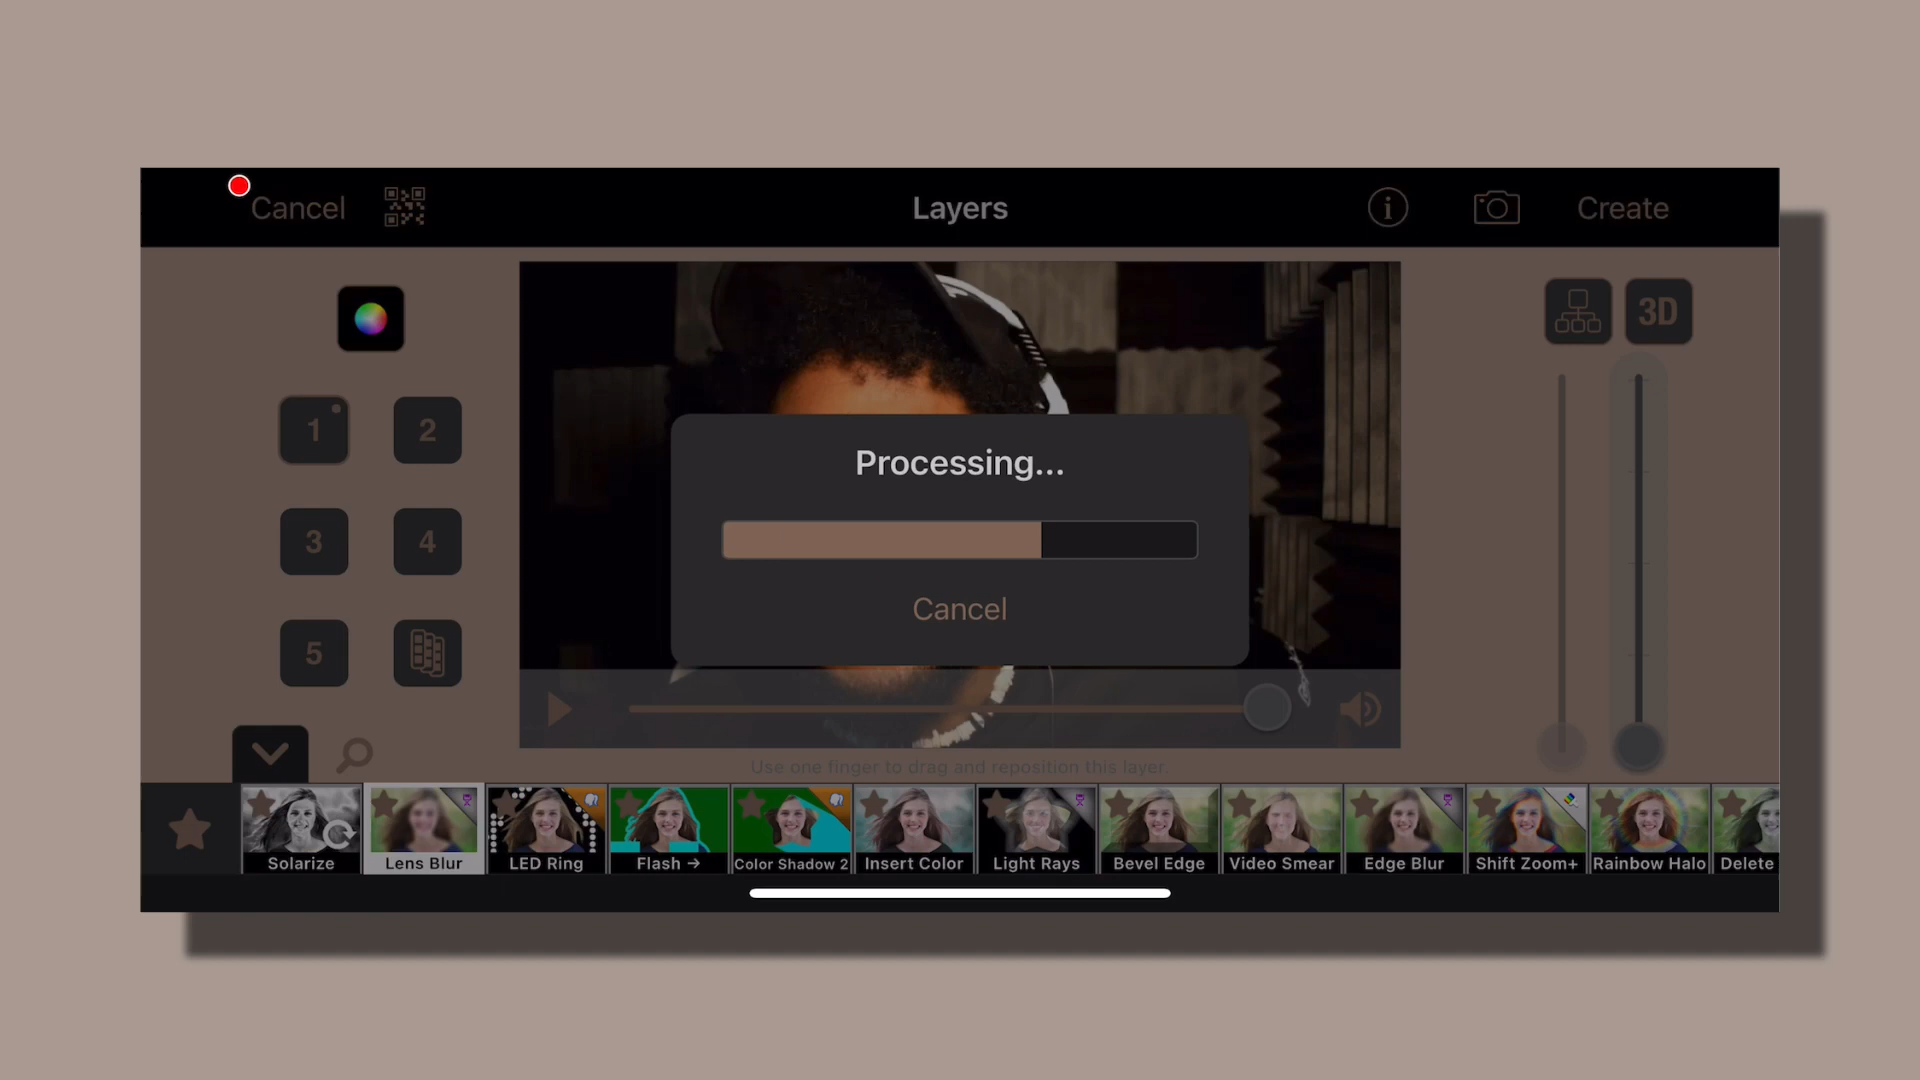 Cancel
Layers
Create
3D
1
2
3
4
5
Processing...
Cancel
Use one finger to drag and reposition this layer.
Solarize
Lens Blur
LED Ring
Flash →
Color Shadow 2
Insert Color
Light Rays
Bevel Edge
Video Smear
Edge Blur
Shift Zoom+
Rainbow Halo
Delete